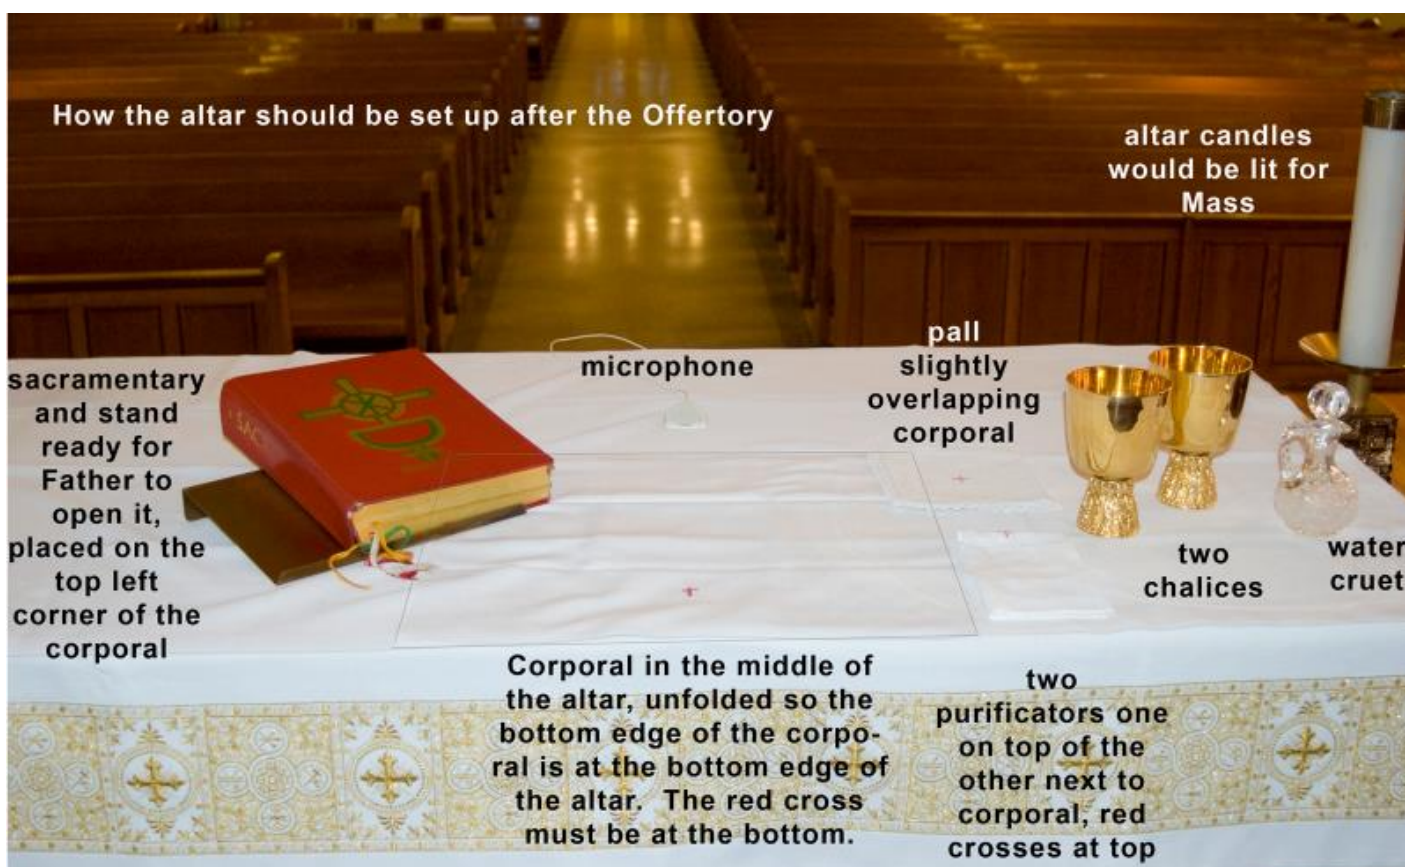 How the altar should be set up after the Offertory
altar candles
would be lit for
Mass
pall
slightly
overlapping
corporal
microphone
sacramentary
and stand
ready for
Father to
open it,
placed on the
top left
corner of the
corporal
SAC
two
chalices
water
cruet
Corporal in the middle of
the altar, unfolded so the
bottom edge of the corpo-
ral is at the bottom edge of
the altar.  The red cross
must be at the bottom.
two
purificators one
on top of the
other next to
corporal, red
crosses at top